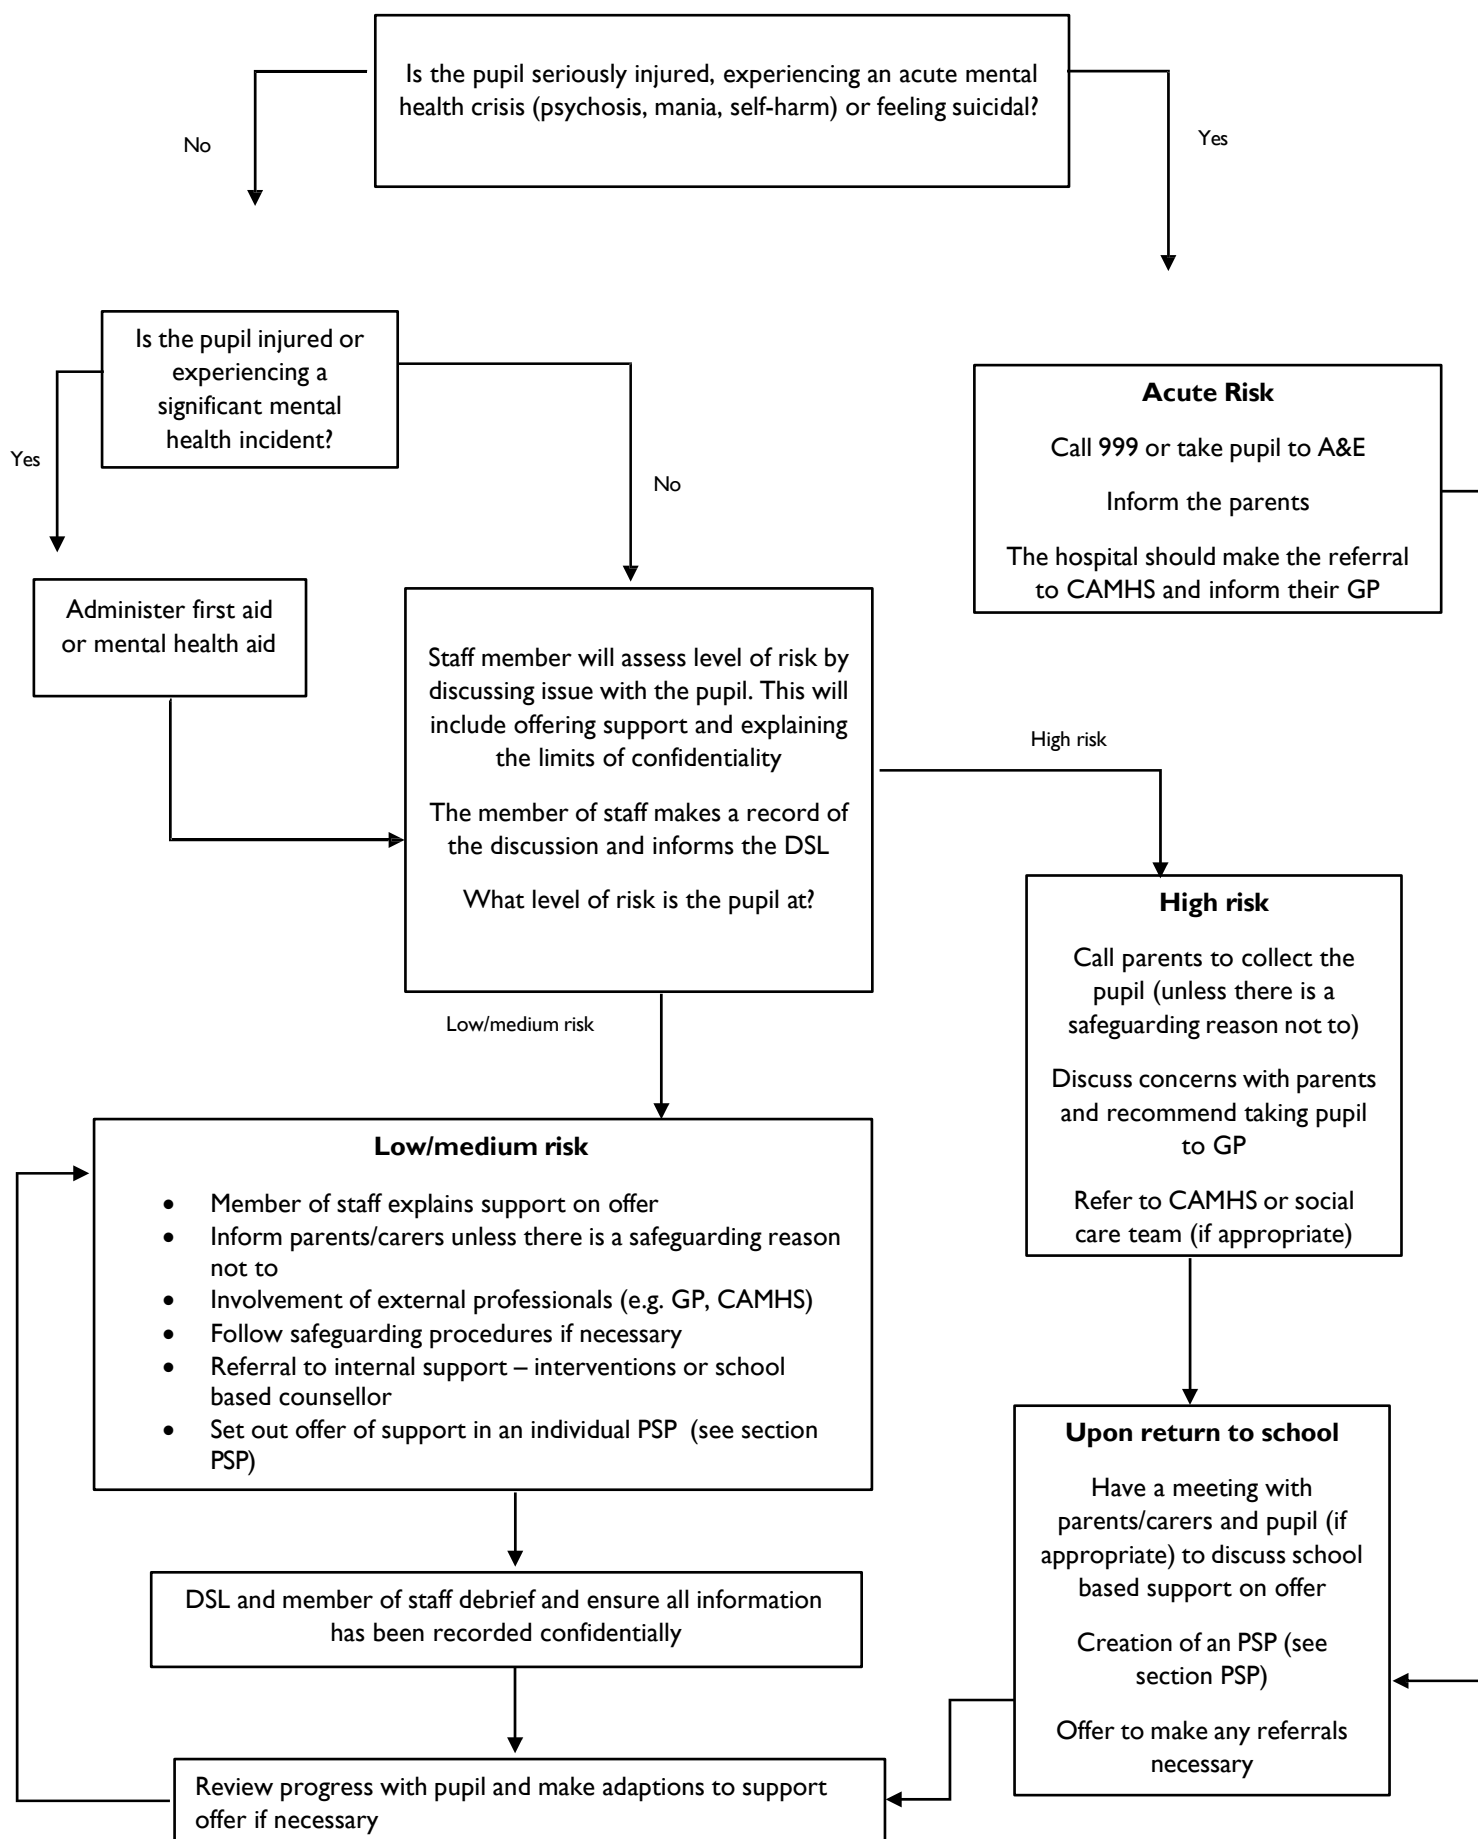 Is the pupil seriously injured, experiencing an acute mental
health crisis (psychosis, mania, self-harm) or feeling suicidal?
No
Yes
Is the pupil injured or
experiencing a
significant mental
health incident?
Yes
No
Acute Risk
Call 999 or take pupil to A&E
Inform the parents
The hospital should make the referral
to CAMHS and inform their GP
Administer first aid
or mental health aid
Staff member will assess level of risk by
discussing issue with the pupil. This will
include offering support and explaining
the limits of confidentiality
The member of staff makes a record of
the discussion and informs the DSL
What level of risk is the pupil at?
High risk
Low/medium risk
High risk
Call parents to collect the
pupil (unless there is a
safeguarding reason not to)
Discuss concerns with parents
and recommend taking pupil
to GP
Refer to CAMHS or social
care team (if appropriate)
Low/medium risk
• Member of staff explains support on offer
• Inform parents/carers unless there is a safeguarding reason
not to
• Involvement of external professionals (e.g. GP, CAMHS)
• Follow safeguarding procedures if necessary
• Referral to internal support – interventions or school
based counsellor
• Set out offer of support in an individual PSP (see section
PSP)
Upon return to school
Have a meeting with
parents/carers and pupil (if
appropriate) to discuss school
based support on offer
Creation of an PSP (see
section PSP)
Offer to make any referrals
necessary
DSL and member of staff debrief and ensure all information
has been recorded confidentially
Review progress with pupil and make adaptions to support
offer if necessary